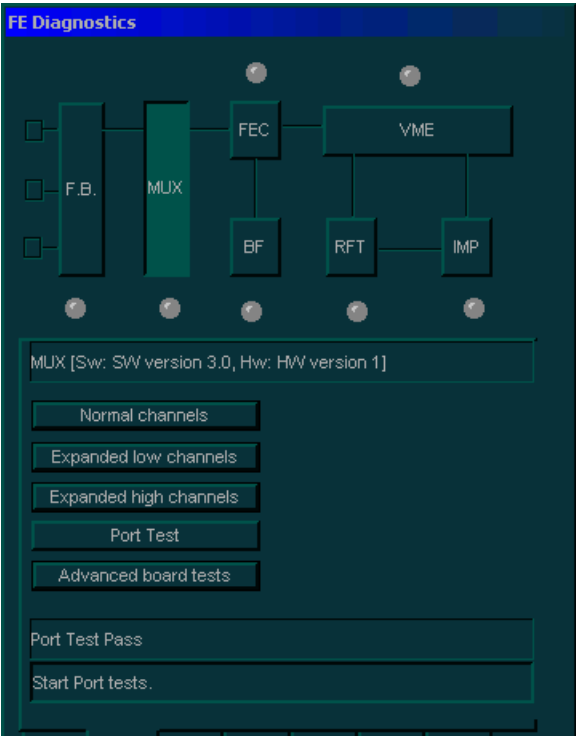 FE Diagnostics
FEC
VME
F.B.
MUX
BF
RFT
IMP
MUX [Sw: SW version 3.0, Hw: HW version 1]
Normal channels
Expanded low channels
Expanded high channels
Port Test
Advanced board tests
Port Test Pass
Start Port tests.